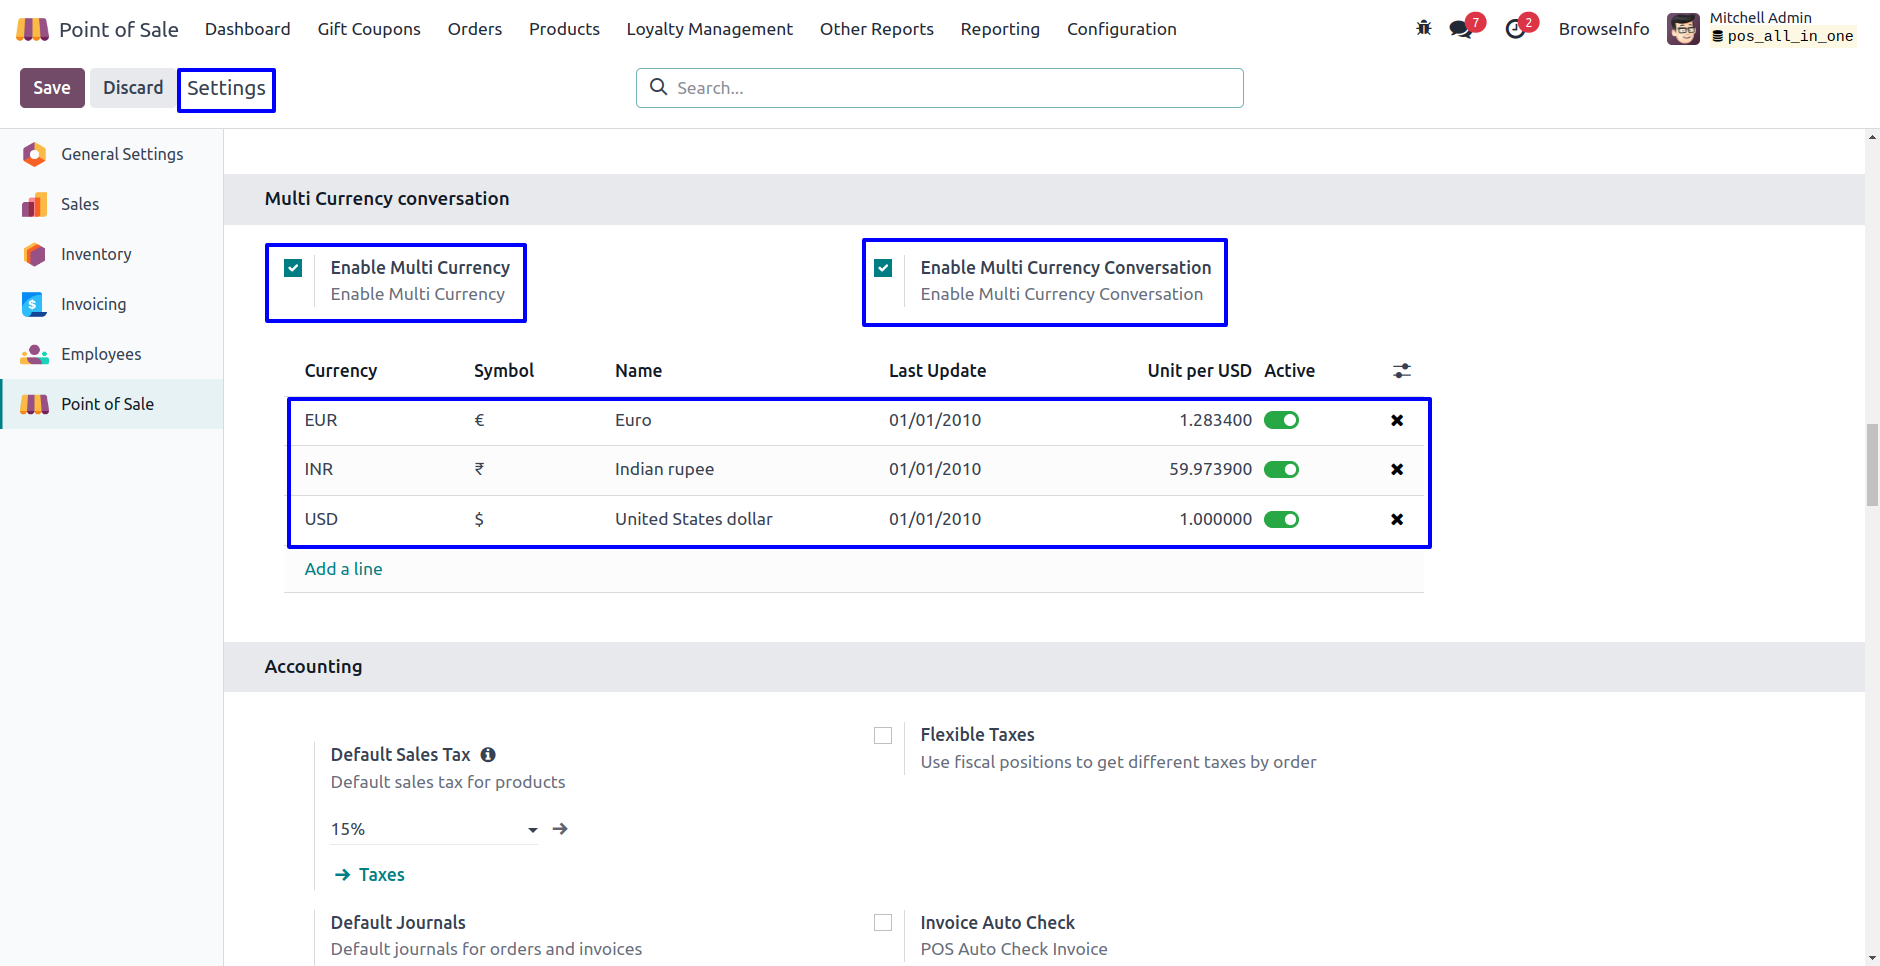 Point of Sale Dashboard Gift Coupons Orders Products Loyalty Management Other Reports Reporting Configuration 7 2 BrowseInfo Mitchell Admin
pos_all_in_one
Save Discard Settings Search...
General Settings
Sales
Inventory
Invoicing
Employees
Point of Sale
Multi Currency conversation
Enable Multi Currency Enable Multi Currency Conversation
Enable Multi Currency Enable Multi Currency Conversation
Currency Symbol Name Last Update Unit per USD Active
EUR € Euro 01/01/2010 1.283400
INR ₹ Indian rupee 01/01/2010 59.973900
USD $ United States dollar 01/01/2010 1.000000
Add a line
Accounting
Default Sales Tax
Default sales tax for products
15%
Taxes
Flexible Taxes
Use fiscal positions to get different taxes by order
Default Journals
Default journals for orders and invoices
Invoice Auto Check
POS Auto Check Invoice